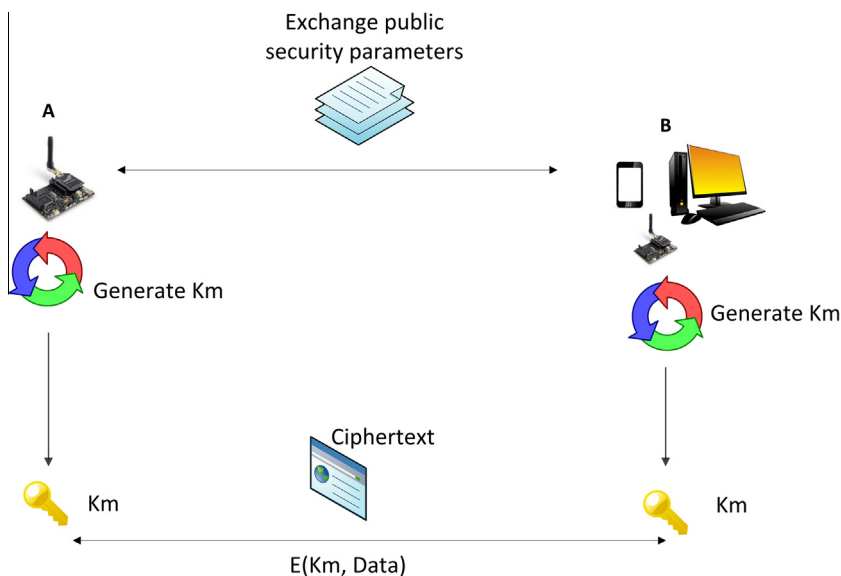 Exchange public
security parameters
A
B
Generate Km
Generate Km
Ciphertext
Km
Km
E(Km, Data)